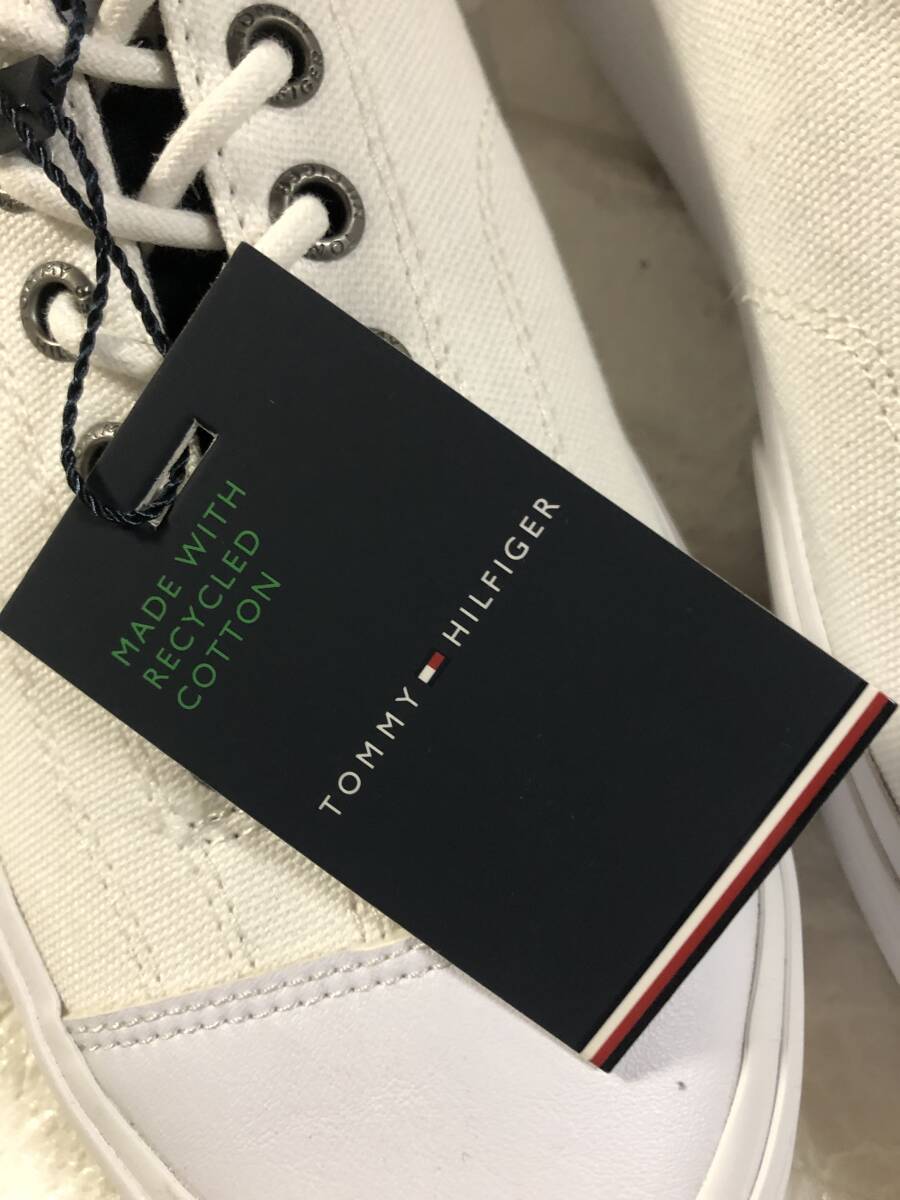 MADE WITH
RECYCLED
COTTON
TOMMY HILFIGER